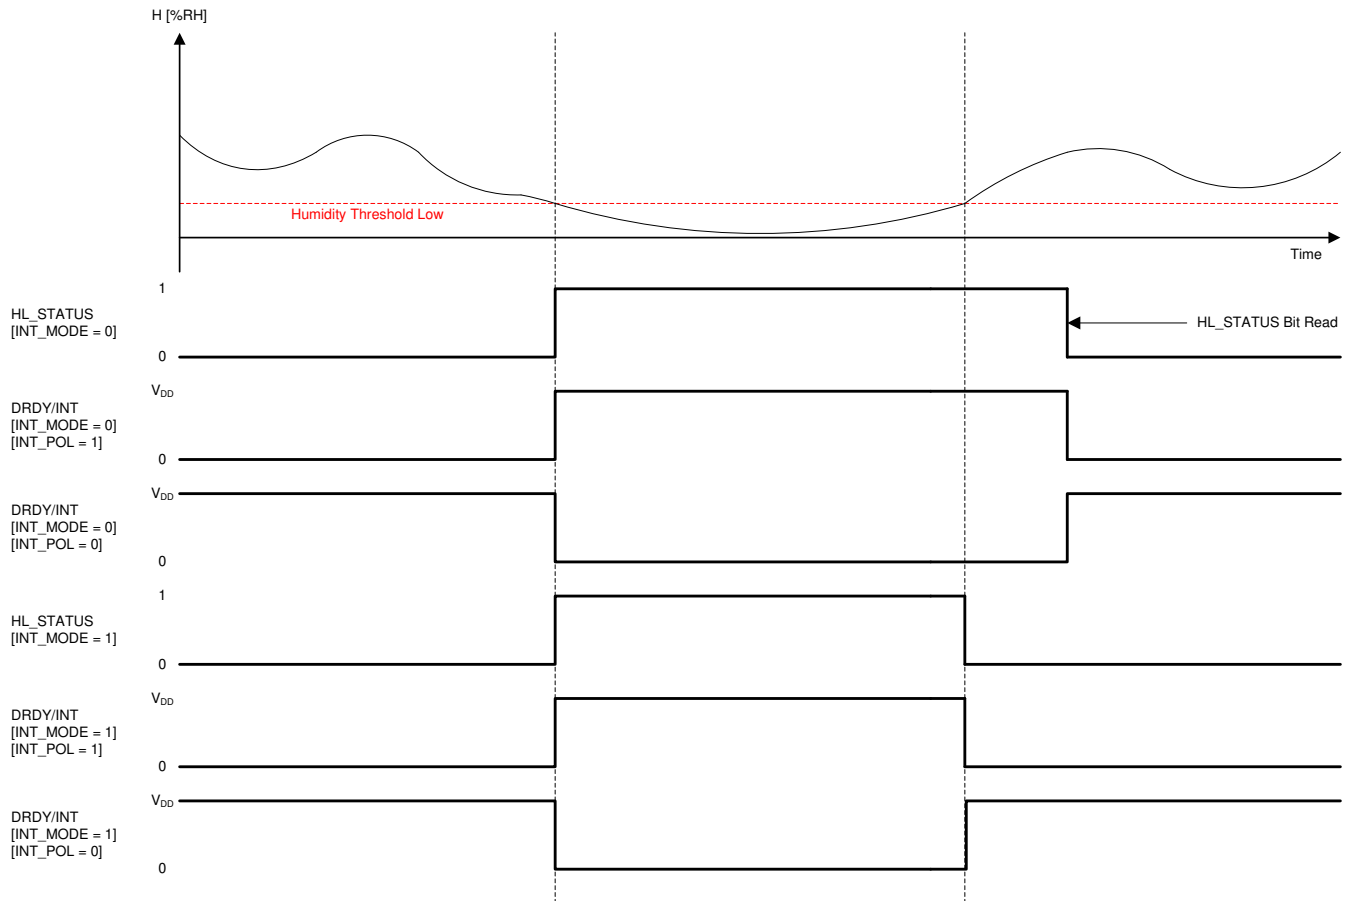 H [%RH]
Humidity Threshold Low
Time
1
HL_STATUS
[INT_MODE = 0]
HL_STATUS Bit Read
0
VDD
DRDY/INT
[INT_MODE = 0]
[INT_POL = 1]
0
VDD
DRDY/INT
[INT_MODE = 0]
[INT_POL = 0]
0
1
HL_STATUS
[INT_MODE = 1]
0
VDD
DRDY/INT
[INT_MODE = 1]
[INT_POL = 1]
0
VDD
DRDY/INT
[INT_MODE = 1]
[INT_POL = 0]
0